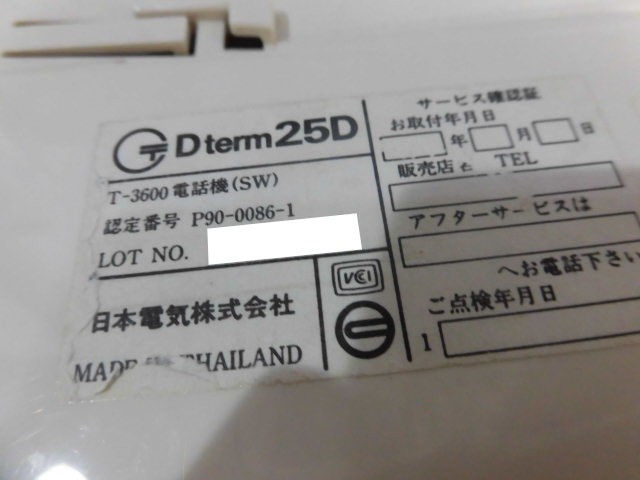 Dterm25D
T-3600 電話機(SW)
認定番号 P90-0086-1
LOT NO.
日本電気株式会社
MADE IN THAILAND
VCI
サービス確認証
お取付年月日
年 月 日
販売店名 TEL
アフターサービスは
へお電話下さい
ご点検年月日
1